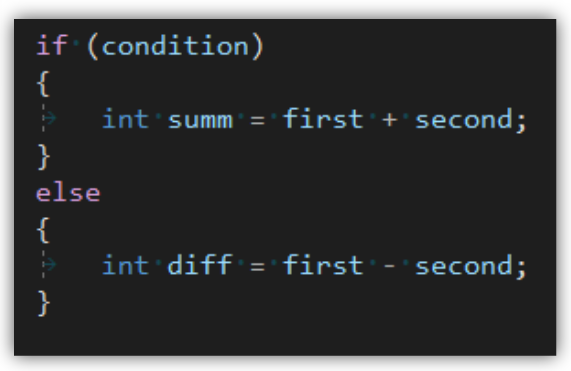 if (condition)
{
    int summ = first + second;
}
else
{
    int diff = first - second;
}